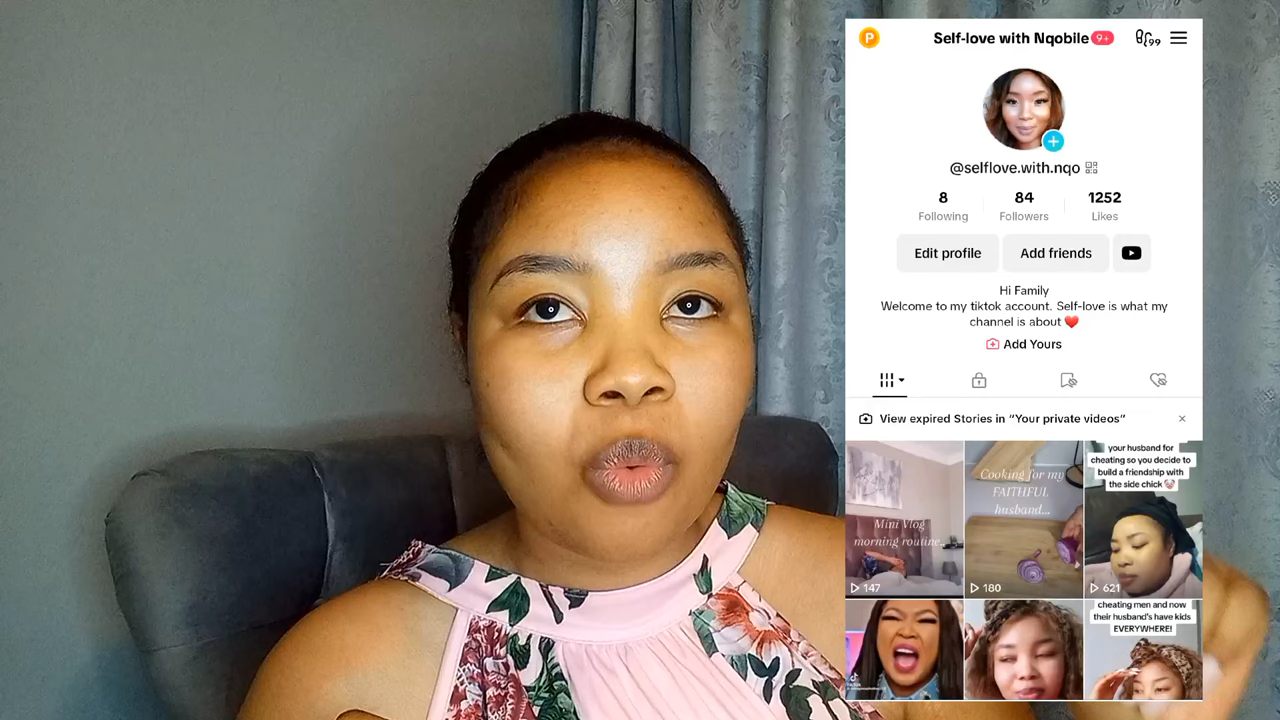 P
Self-love with Nqobile 9+
99
@selflove.with.nqo
8
84
1252
Following
Followers
Likes
Edit profile
Add friends
Hi Family
Welcome to my tiktok account. Self-love is what my
channel is about ❤️
Add Yours
View expired Stories in “Your private videos”
Mini Vlog
morning routine..
147
Cooking for my
FAITHFUL
husband...
180
your husband for
cheating so you decide to
build a friendship with
the side chick🤡
621
cheating men and now
their husband's have kids
EVERYWHERE!